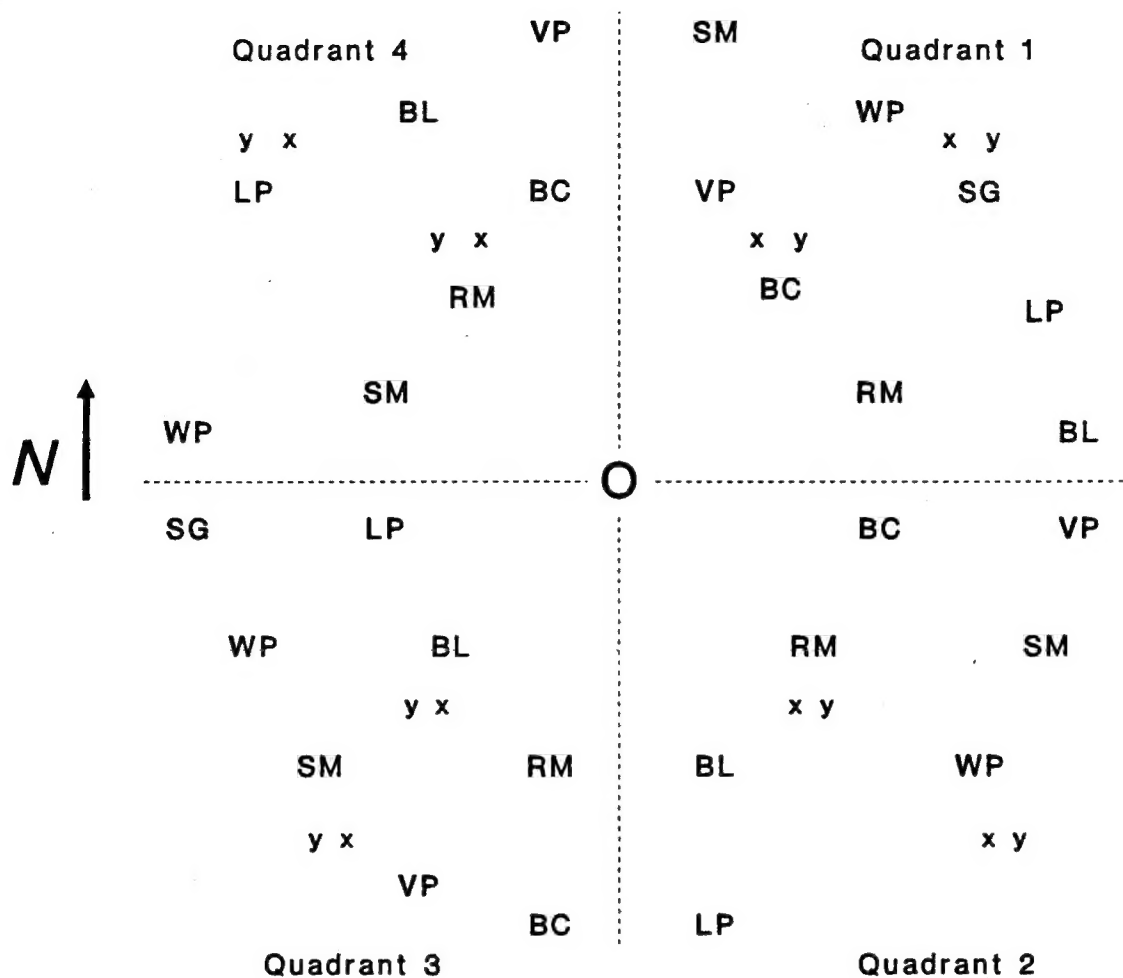 VP SM
Quadrant 4 Quadrant 1
BL WP
y x x y
LP BC VP SG
y x x y
RM BC
LP
SM RM
N WP BL
O
SG LP BC VP
WP BL RM SM
y x x y
SM RM BL WP
y x x y
VP
BC LP
Quadrant 3 Quadrant 2